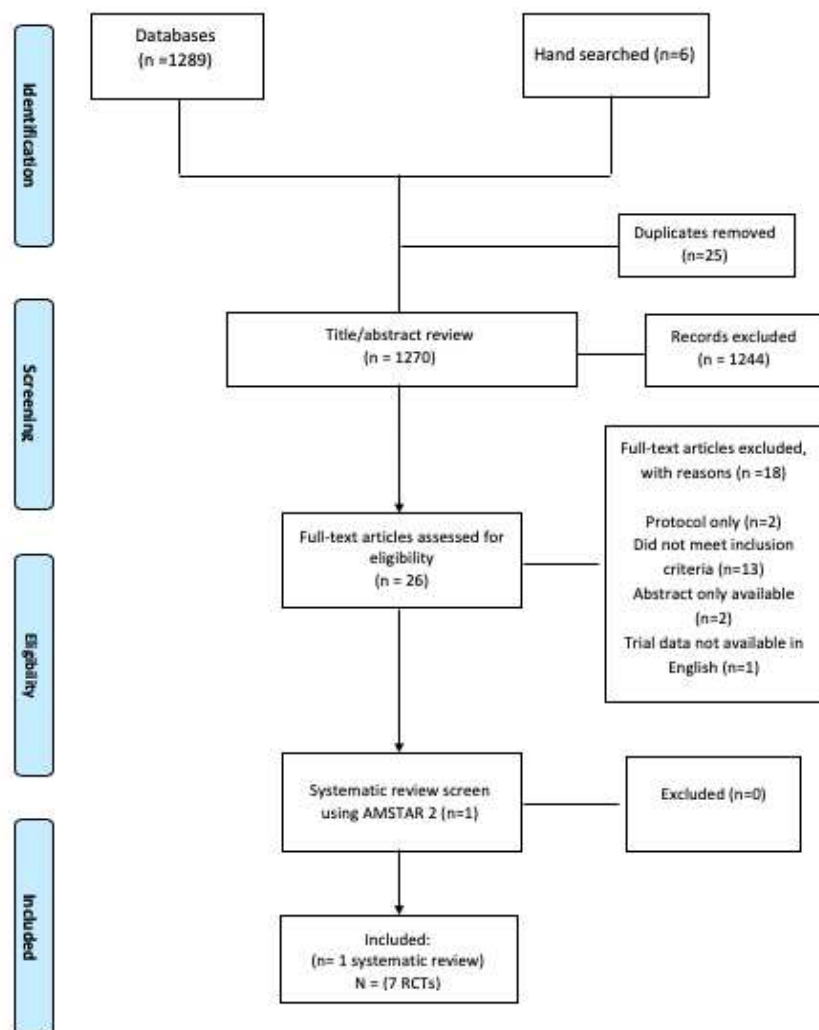 Identification
Databases
(n =1289)
Hand searched (n=6)
Duplicates removed
(n=25)
Screening
Title/abstract review
(n = 1270)
Records excluded
(n = 1244)
Full-text articles excluded,
with reasons (n =18)
Protocol only (n=2)
Did not meet inclusion
criteria (n=13)
Abstract only available
(n=2)
Trial data not available in
English (n=1)
Full-text articles assessed for
eligibility
(n = 26)
Eligibility
Systematic review screen
using AMSTAR 2 (n=1)
Excluded (n=0)
Included
Included:
(n= 1 systematic review)
N = (7 RCTs)